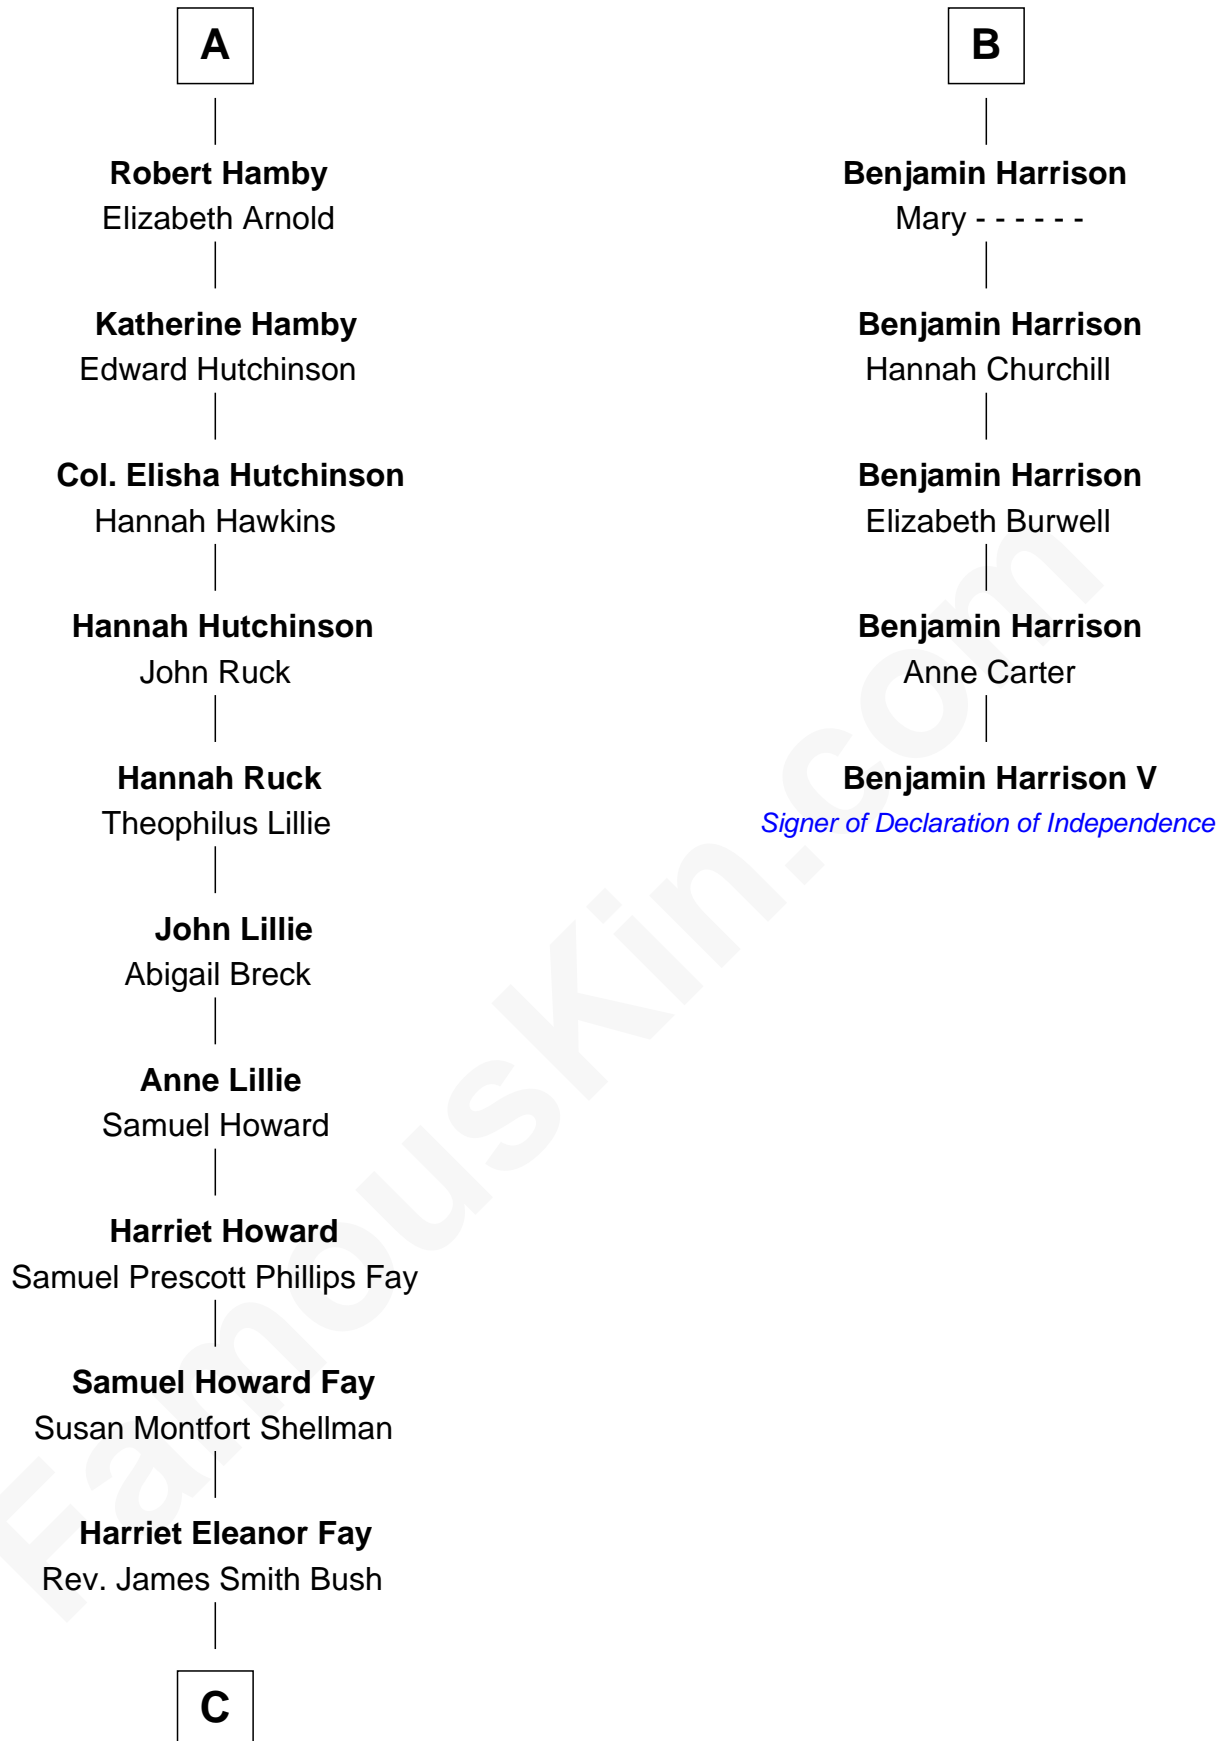 A
Robert Hamby
Elizabeth Arnold
Katherine Hamby
Edward Hutchinson
Col. Elisha Hutchinson
Hannah Hawkins
Hannah Hutchinson
John Ruck
Hannah Ruck
Theophilus Lillie
John Lillie
Abigail Breck
Anne Lillie
Samuel Howard
Harriet Howard
Samuel Prescott Phillips Fay
Samuel Howard Fay
Susan Montfort Shellman
Harriet Eleanor Fay
Rev. James Smith Bush
C
B
Benjamin Harrison
Mary - - - - - -
Benjamin Harrison
Hannah Churchill
Benjamin Harrison
Elizabeth Burwell
Benjamin Harrison
Anne Carter
Benjamin Harrison V
Signer of Declaration of Independence
FamousKin.com